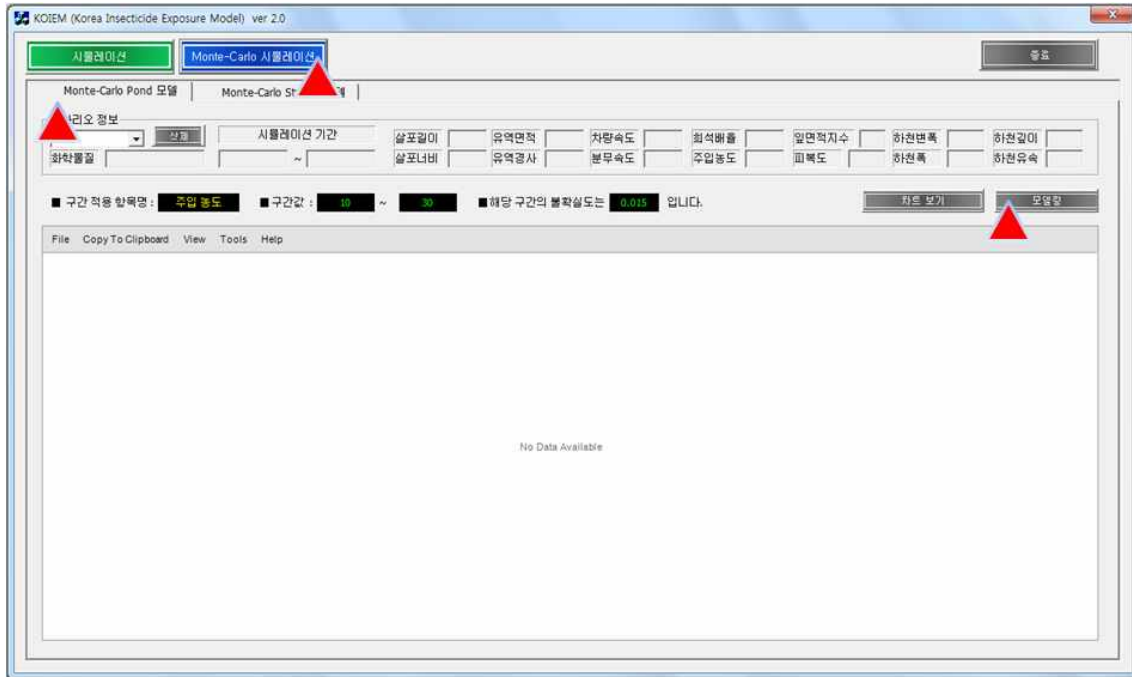 KOIEM (Korea Insecticide Exposure Model) ver 2.0
시뮬레이션 Monte-Carlo 시뮬레이션 종료
Monte-Carlo Pond 모델 Monte-Carlo St
리오 정보
삭제 시뮬레이션 기간 살포길이 유역면적 차량속도 희석배율 잎면적지수 하천변폭 하천깊이
화학물질 ~ 살포너비 유역경사 분무속도 주입농도 피복도 하천폭 하천유속
■ 구간 적용 항목명 : 주입 농도 ■ 구간값 : 10 ~ 30 ■해당 구간의 불확실도는 0.015 입니다. 차트 보기 모델링
File Copy To Clipboard View Tools Help
No Data Available